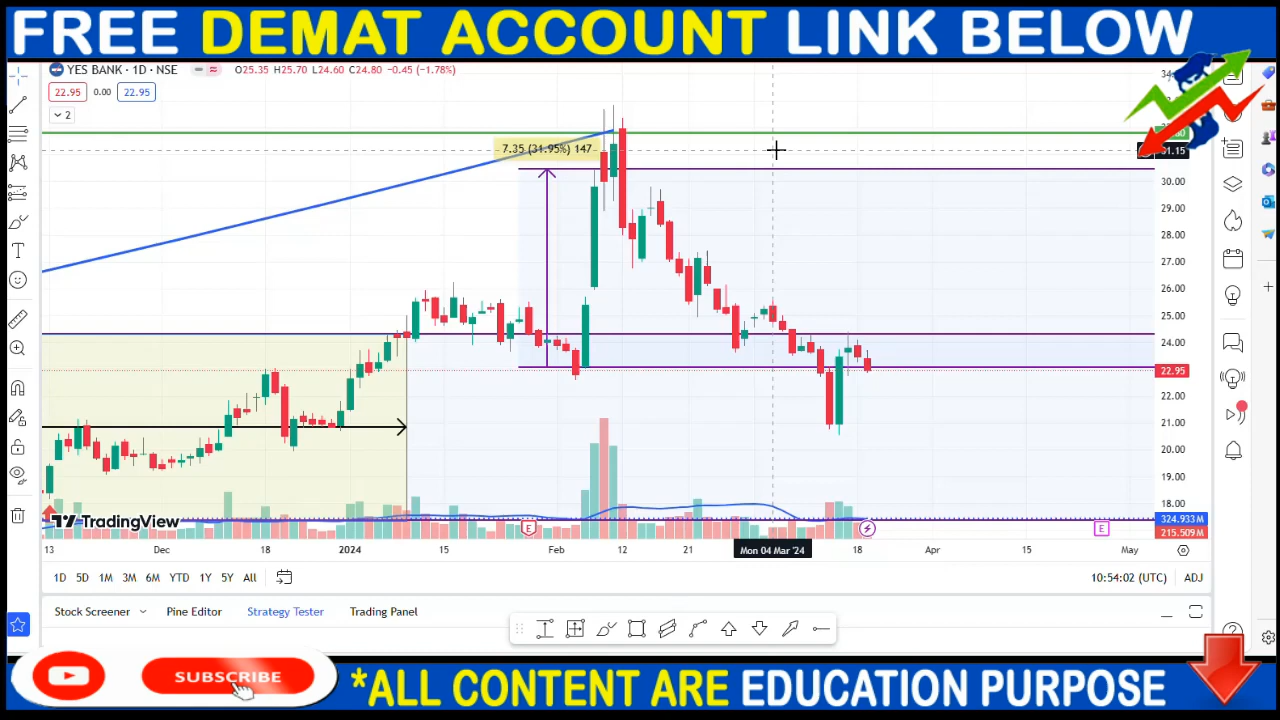 FREE DEMAT ACCOUNT LINK BELOW
YES BANK · 1D · NSE O25.35 H25.70 L24.60 C24.80 -0.45 (-1.78%)
22.95 0.00 22.95
2
7.35 (31.95%) 147
31.15
30.00
29.00
28.00
27.00
26.00
25.00
24.00
22.95
22.00
21.00
20.00
19.00
18.00
TradingView
E
E
324.933M
215.509M
13 Dec 18 2024 15 Feb 12 21 Mon 04 Mar '24 18 Apr 15 May
1D 5D 1M 3M 6M YTD 1Y 5Y All
10:54:02 (UTC) ADJ
Stock Screener Pine Editor Strategy Tester Trading Panel
SUBSCRIBE
*ALL CONTENT ARE EDUCATION PURPOSE